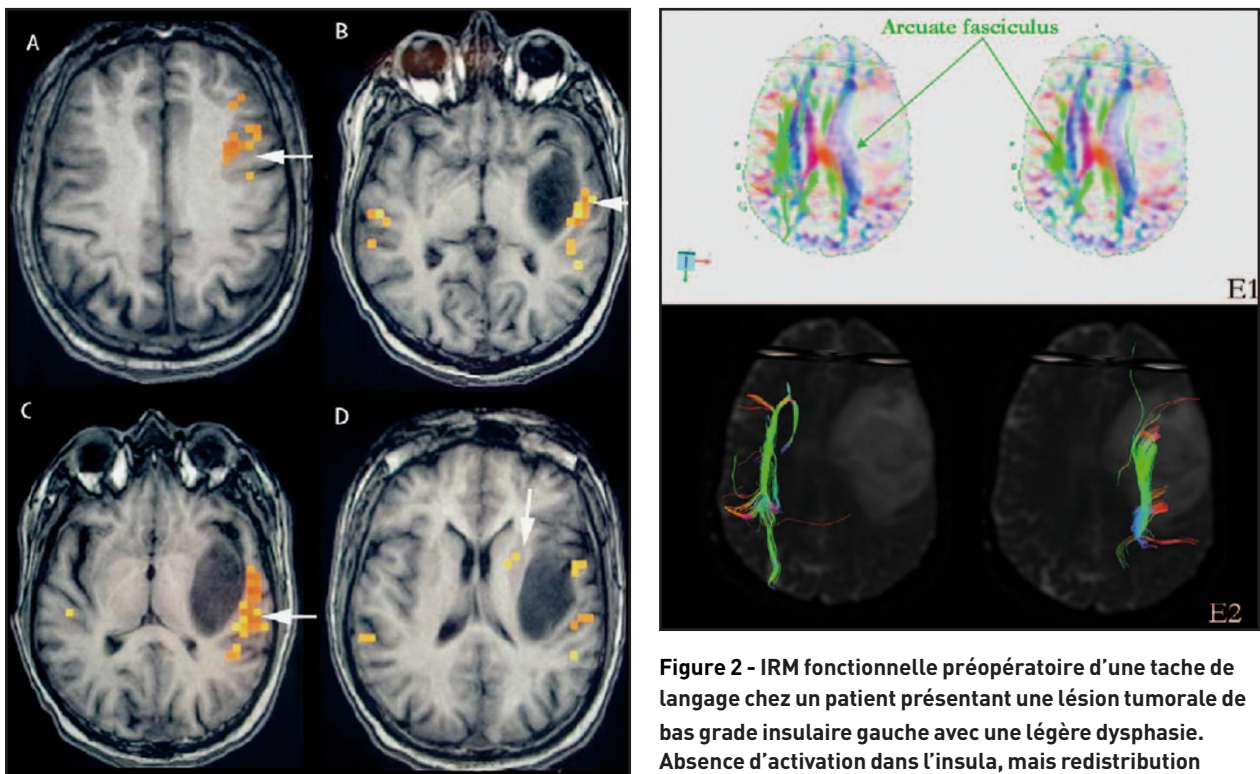 A
B
C
D
Arcuate fasciculus
E1
E2
Figure 2 - IRM fonctionnelle préopératoire d’une tache de
langage chez un patient présentant une lésion tumorale de
bas grade insulaire gauche avec une légère dysphasie.
Absence d’activation dans l’insula, mais redistribution